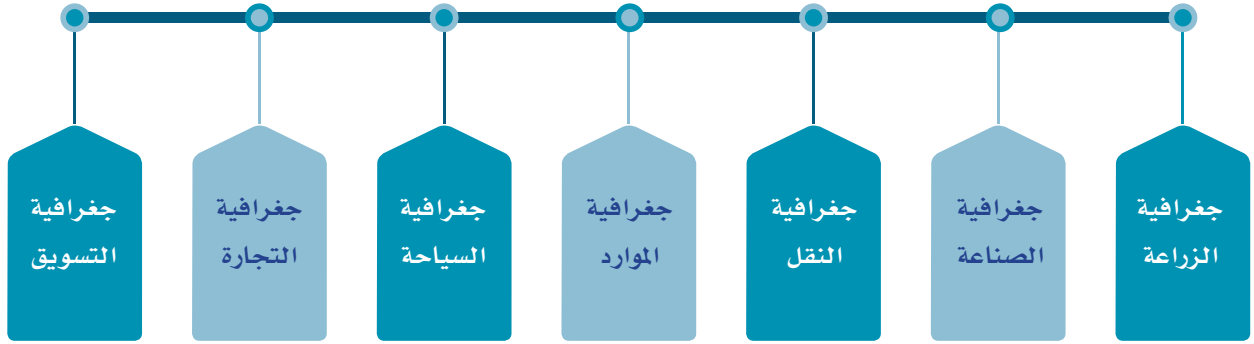 جغرافية
الزراعة
جغرافية
الصناعة
جغرافية
النقل
جغرافية
الموارد
جغرافية
السياحة
جغرافية
التجارة
جغرافية
التسويق